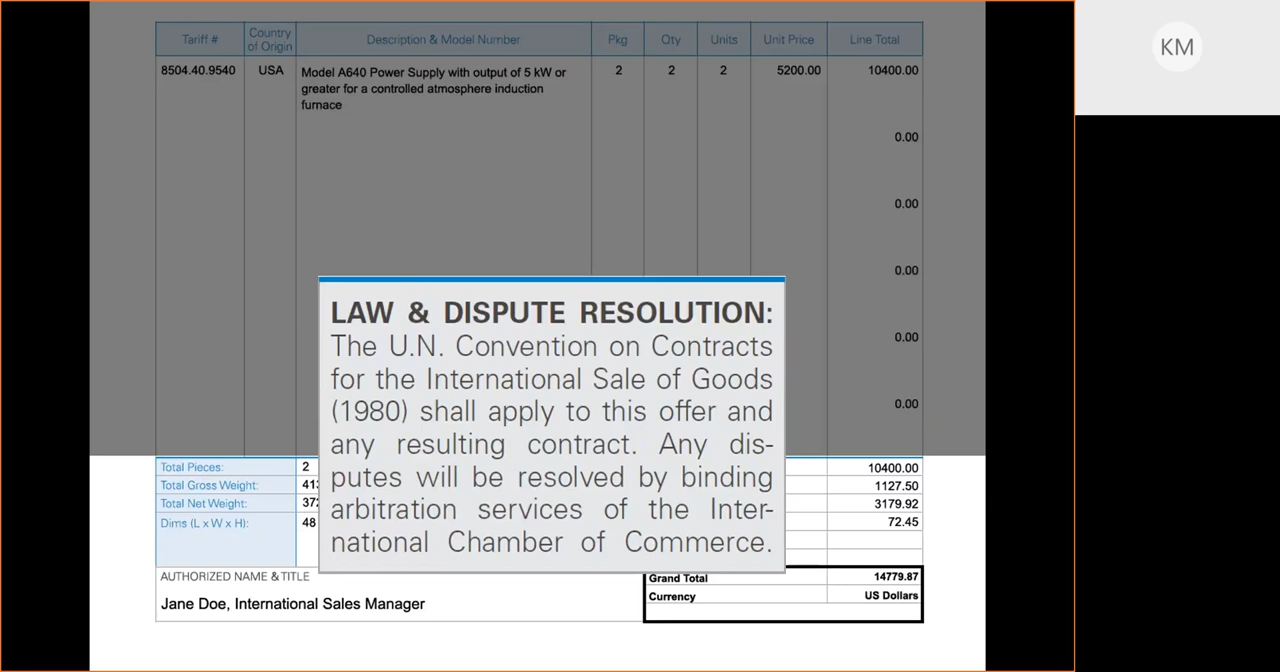 KM
Tariff # Country of Origin Description & Model Number Pkg Qty Units Unit Price Line Total
8504.40.9540 USA Model A640 Power Supply with output of 5 kW or 2 2 2 5200.00 10400.00
greater for a controlled atmosphere induction
furnace
0.00
0.00
0.00
0.00
0.00
LAW & DISPUTE RESOLUTION:
The U.N. Convention on Contracts
for the International Sale of Goods
(1980) shall apply to this offer and
any resulting contract. Any dis-
putes will be resolved by binding
arbitration services of the Inter-
national Chamber of Commerce.
Total Pieces: 2 10400.00
Total Gross Weight: 1127.50
Total Net Weight: 3179.92
Dims (L x W x H): 48 72.45
AUTHORIZED NAME & TITLE
Jane Doe, International Sales Manager
Grand Total 14779.87
Currency US Dollars